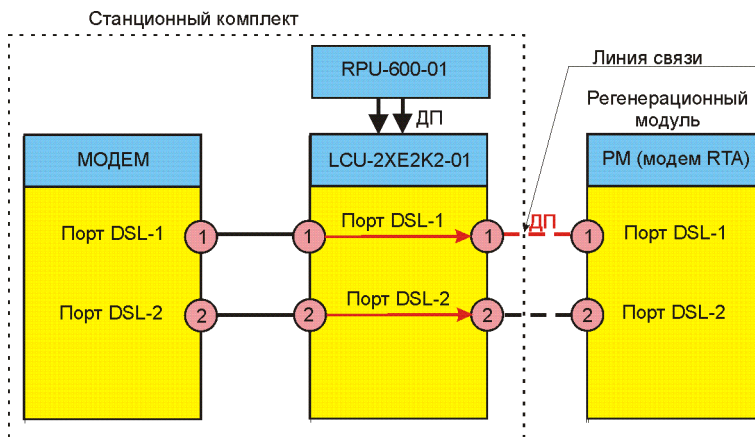 Станционный комплект
RPU-600-01
Линия связи
ДП
Регенерационный
модуль
МОДЕМ
LCU-2XE2K2-01
РМ (модем RTA)
Порт DSL-1
1
1
Порт DSL-1
1
ДП
1
Порт DSL-1
Порт DSL-2
2
2
Порт DSL-2
2
2
Порт DSL-2